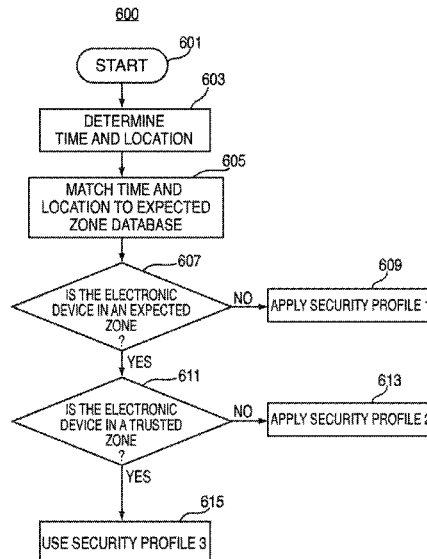 600
601
START
603
DETERMINE
TIME AND LOCATION
605
MATCH TIME AND
LOCATION TO EXPECTED
ZONE DATABASE
607
IS THE ELECTRONIC
DEVICE IN AN EXPECTED
ZONE
?
NO
609
APPLY SECURITY PROFILE 1
YES
611
IS THE ELECTRONIC
DEVICE IN A TRUSTED
ZONE
?
NO
613
APPLY SECURITY PROFILE 2
YES
615
USE SECURITY PROFILE 3